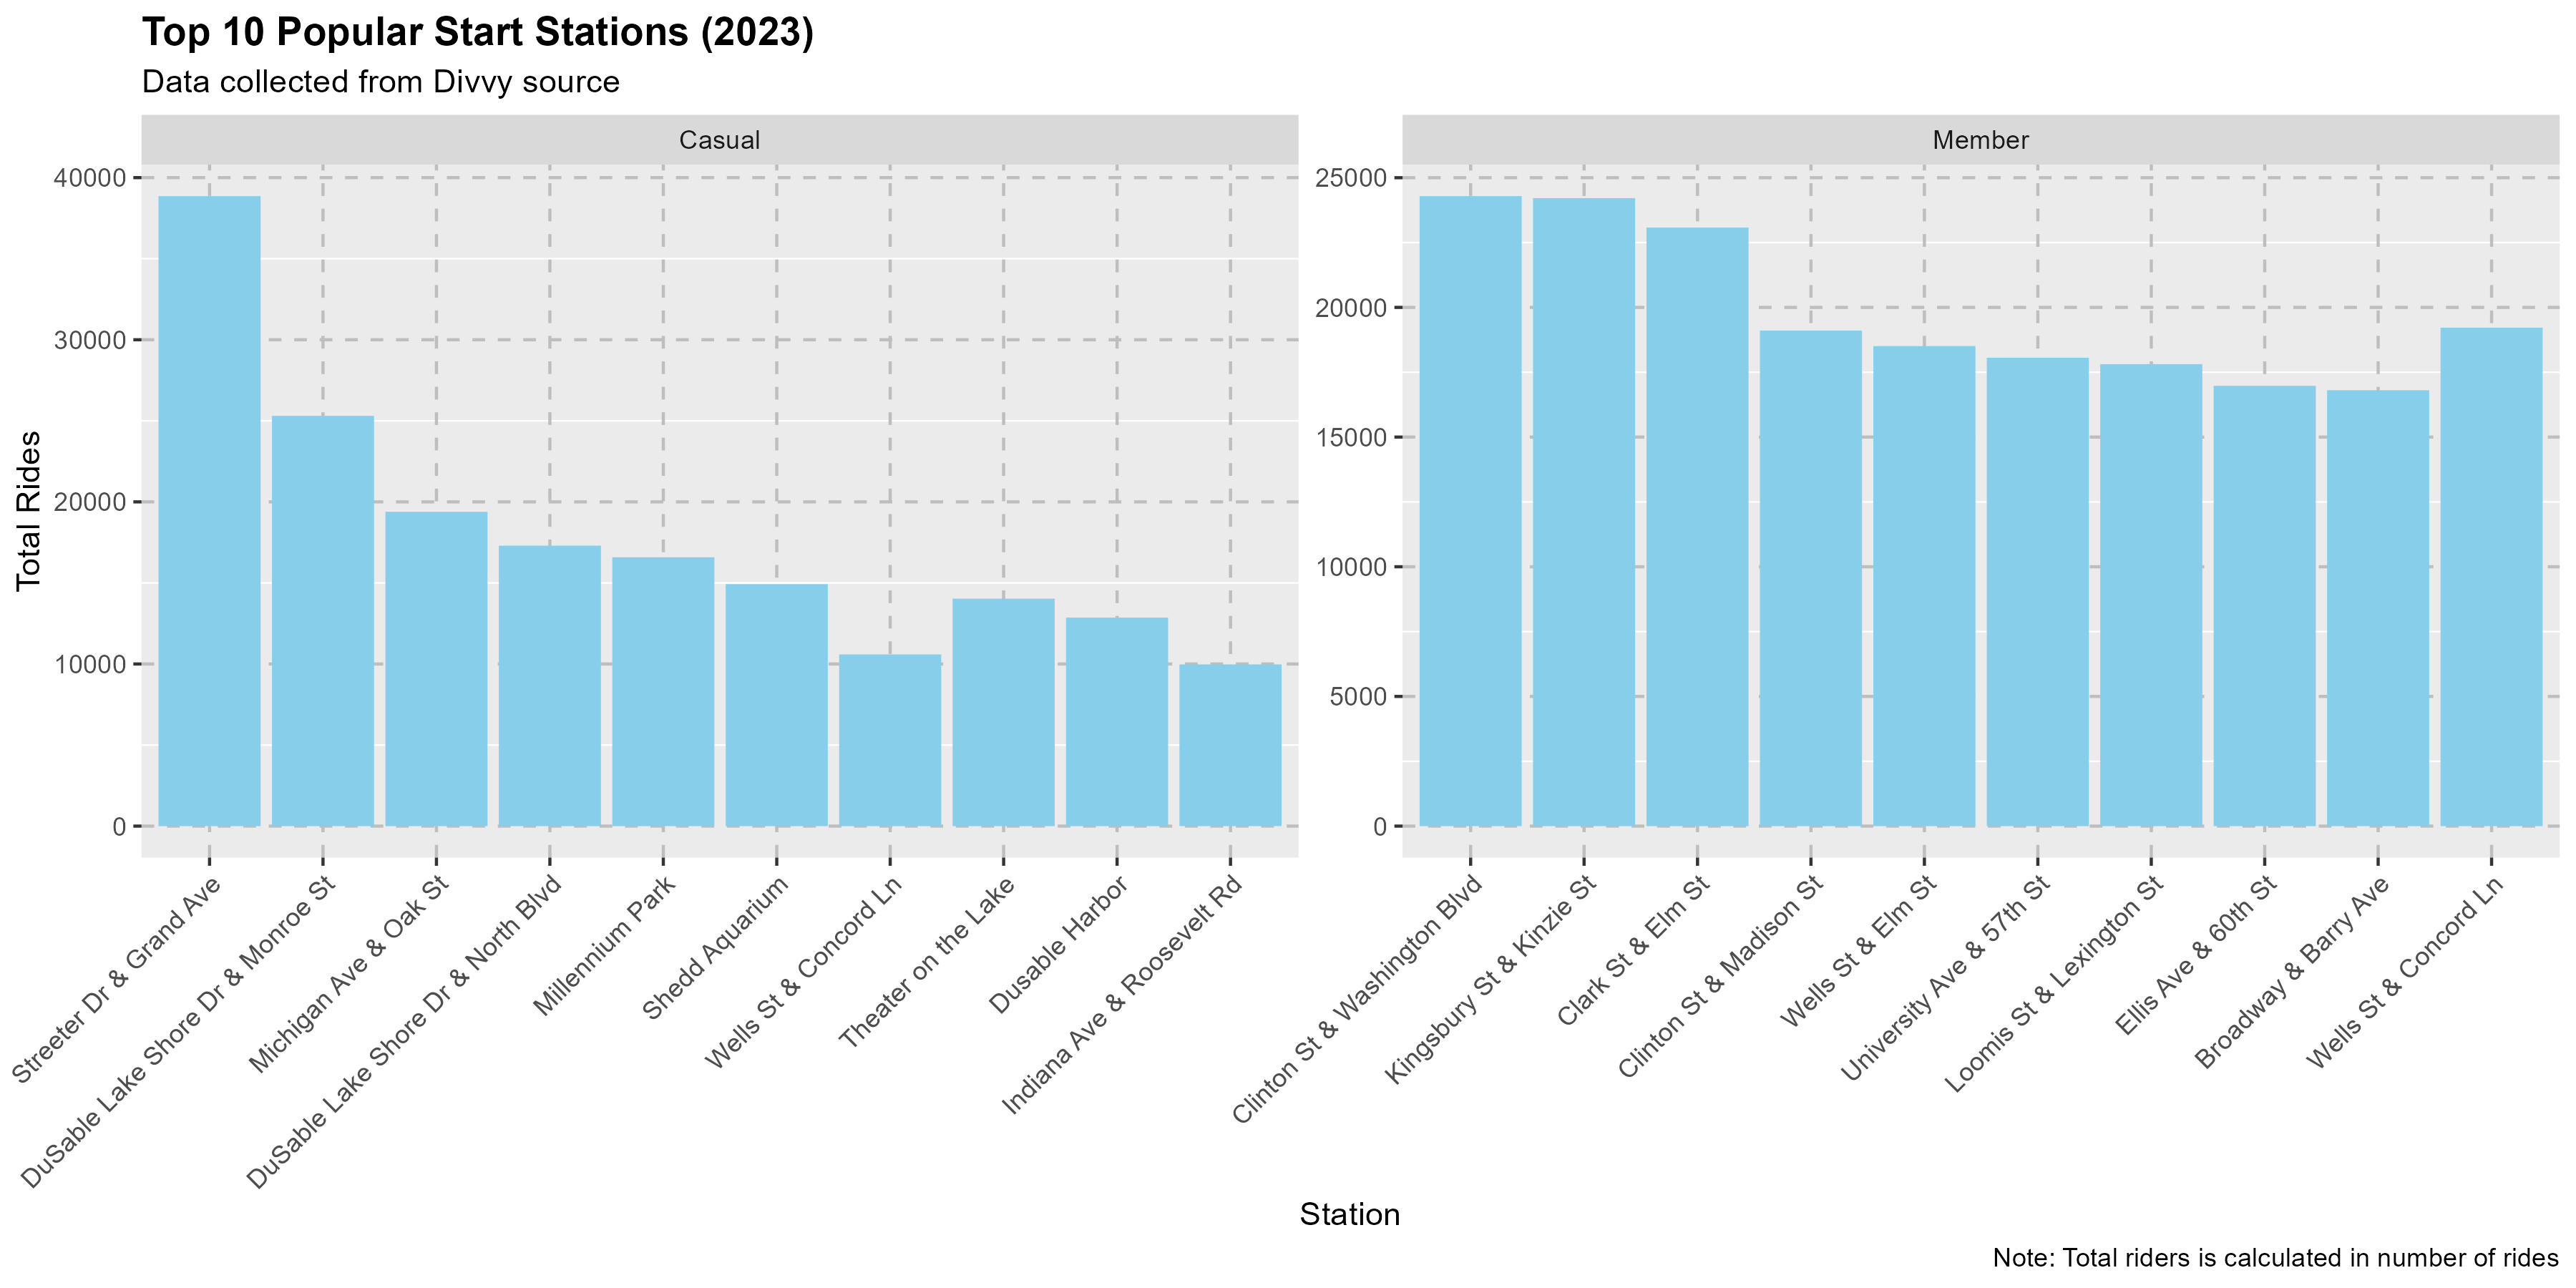 Top 10 Popular Start Stations (2023)
Data collected from Divvy source
Casual
Member
Total Rides
40000
30000
20000
10000
0
25000
20000
15000
10000
5000
0
Streeter Dr & Grand Ave
DuSable Lake Shore Dr & Monroe St
Michigan Ave & Oak St
DuSable Lake Shore Dr & North Blvd
Millennium Park
Shedd Aquarium
Wells St & Concord Ln
Theater on the Lake
Dusable Harbor
Indiana Ave & Roosevelt Rd
Clinton St & Washington Blvd
Kingsbury St & Kinzie St
Clark St & Elm St
Clinton St & Madison St
Wells St & Elm St
University Ave & 57th St
Loomis St & Lexington St
Ellis Ave & 60th St
Broadway & Barry Ave
Wells St & Concord Ln
Station
Note: Total riders is calculated in number of rides